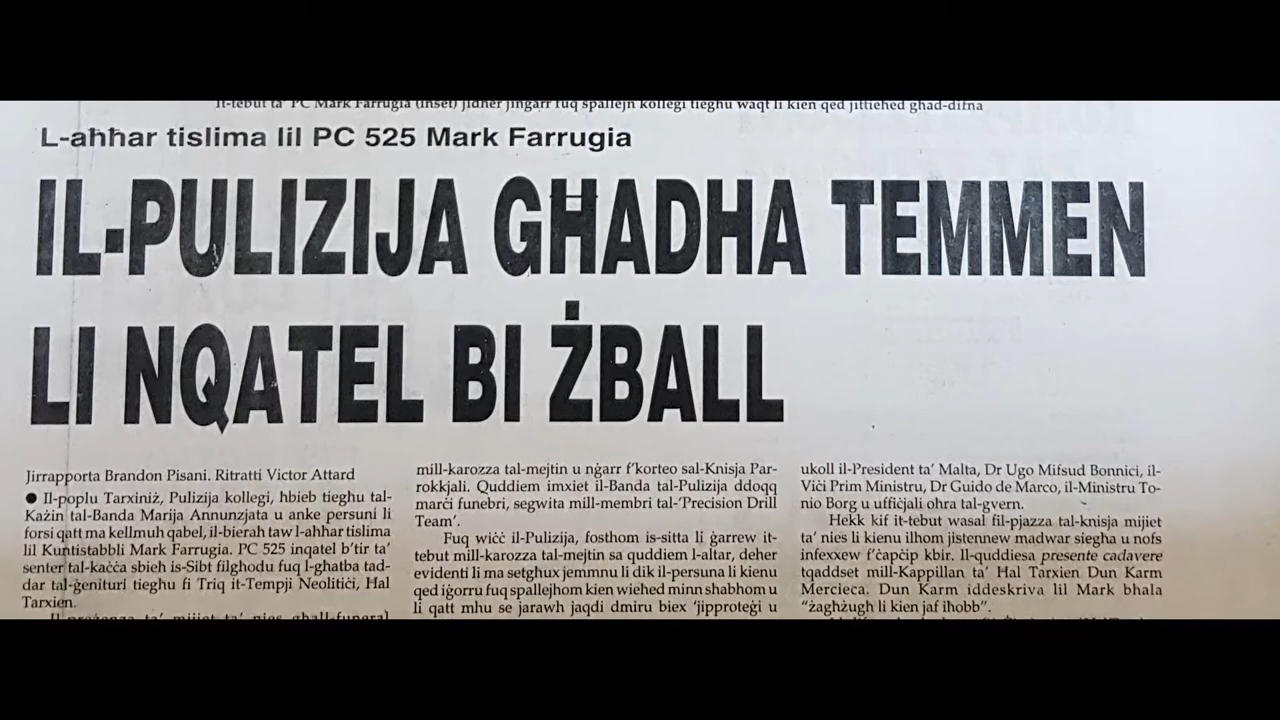 It-tebut ta' PC Mark Farrugia (inset) jidher jinġarr fuq spallejn kollegi tiegħu waqt li kien qed jittieħed għad-difna
L-aħħar tislima lil PC 525 Mark Farrugia
IL-PULIZIJA GĦADHA TEMMEN
LI NQATEL BI ŻBALL
Jirrapporta Brandon Pisani. Ritratti Victor Attard
● Il-poplu Tarxiniż, Pulizija kollegi, ħbieb tiegħu tal-
Każin tal-Banda Marija Annunzjata u anke persuni li
forsi qatt ma kellmuh qabel, il-bieraħ taw l-aħħar tislima
lil Kuntistabbli Mark Farrugia. PC 525 inqatel b'tir ta'
senter tal-kaċċa sbieħ is-Sibt filgħodu fuq l-għatba tad-
dar tal-ġenituri tiegħu fi Triq it-Tempji Neolitiċi, Ħal
Tarxien.
Il-preżenza ta' mijiet ta' nies għall-funeral
mill-karozza tal-mejtin u nġarr f'korteo sal-Knisja Par-
rokkjali. Quddiem imxiet il-Banda tal-Pulizija ddoqq
marċi funebri, segwita mill-membri tal-'Precision Drill
Team'.
Fuq wiċċ il-Pulizija, fosthom is-sitta li ġarrew it-
tebut mill-karozza tal-mejtin sa quddiem l-altar, deher
evidenti li ma setgħux jemmnu li dik il-persuna li kienu
qed iġorru fuq spallejhom kien wieħed minn sħabhom u
li qatt mhu se jarawh jaqdi dmiru biex 'jipproteġi u
ukoll il-President ta' Malta, Dr Ugo Mifsud Bonnici, il-
Viċi Prim Ministru, Dr Guido de Marco, il-Ministru To-
nio Borg u uffiċjali oħra tal-gvern.
Hekk kif it-tebut wasal fil-pjazza tal-knisja mijiet
ta' nies li kienu ilhom jistennew madwar siegħa u nofs
infexxew f'ċapċip kbir. Il-quddiesa presente cadavere
tqaddset mill-Kappillan ta' Ħal Tarxien Dun Karm
Mercieca. Dun Karm iddeskriva lil Mark bħala
"żagħżugħ li kien jaf iħobb".